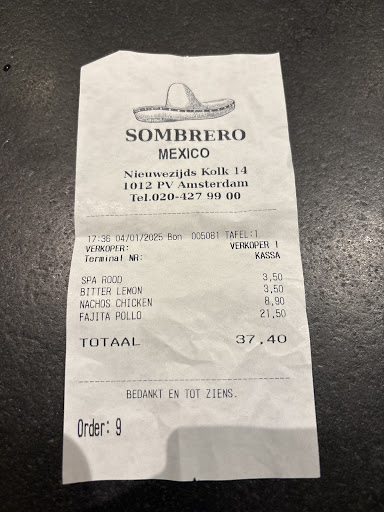 SOMBRERO
MEXICO
Nieuwezijds Kolk 14
1012 PV Amsterdam
Tel.020-427 99 00
17:36 04/01/2025 Bon 005081 TAFEL:1
VERKOPER: VERKOPER 1
Terminal NR: KASSA
SPA ROOD 3,50
BITTER LEMON 3,50
NACHOS CHICKEN 8,90
FAJITA POLLO 21,50
TOTAAL 37.40
BEDANKT EN TOT ZIENS.
Order: 9